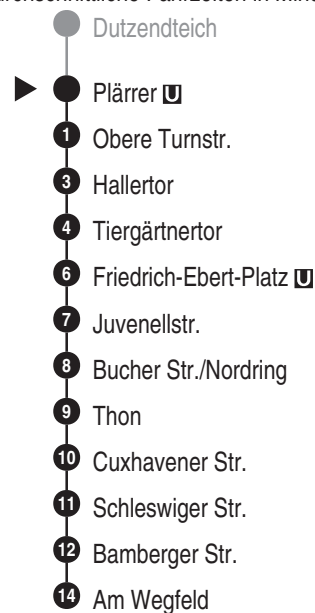 Dutzendteich
Plärrer U
1 Obere Turnstr.
3 Hallertor
4 Tiergärtnertor
6 Friedrich-Ebert-Platz U
7 Juvenellstr.
8 Bucher Str./Nordring
9 Thon
10 Cuxhavener Str.
11 Schleswiger Str.
12 Bamberger Str.
14 Am Wegfeld